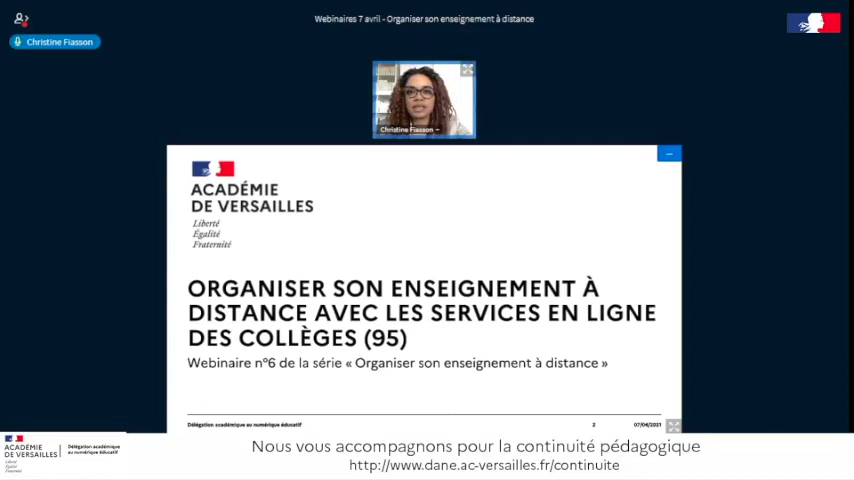 Webinaires 7 avril - Organiser son enseignement à distance
Christine Fiasson
Christine Fiasson
ACADÉMIE
DE VERSAILLES
Liberté
Égalité
Fraternité
ORGANISER SON ENSEIGNEMENT À
DISTANCE AVEC LES SERVICES EN LIGNE
DES COLLÈGES (95)
Webinaire n°6 de la série « Organiser son enseignement à distance »
Délégation académique au numérique éducatif 2 07/04/2021
ACADÉMIE
DE VERSAILLES
Liberté
Égalité
Fraternité
Délégation académique
au numérique éducatif
Nous vous accompagnons pour la continuité pédagogique
http://www.dane.ac-versailles.fr/continuite